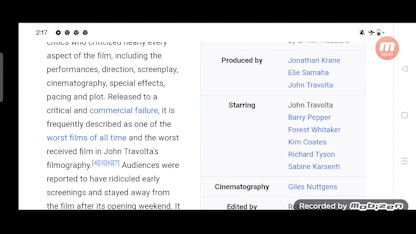 2:17
critics who criticized nearly every
aspect of the film, including the
performances, direction, screenplay,
cinematography, special effects,
pacing and plot. Released to a
critical and commercial failure, it is
frequently described as one of the
worst films of all time and the worst
received film in John Travolta's
filmography.[4][5][6][7] Audiences were
reported to have ridiculed early
screenings and stayed away from
the film after its opening weekend. It
Produced by
Jonathan Krane
Elie Samaha
John Travolta
Starring
John Travolta
Barry Pepper
Forest Whitaker
Kim Coates
Richard Tyson
Sabine Karsenti
Cinematography
Giles Nuttgens
Edited by
Recorded by Mobizen